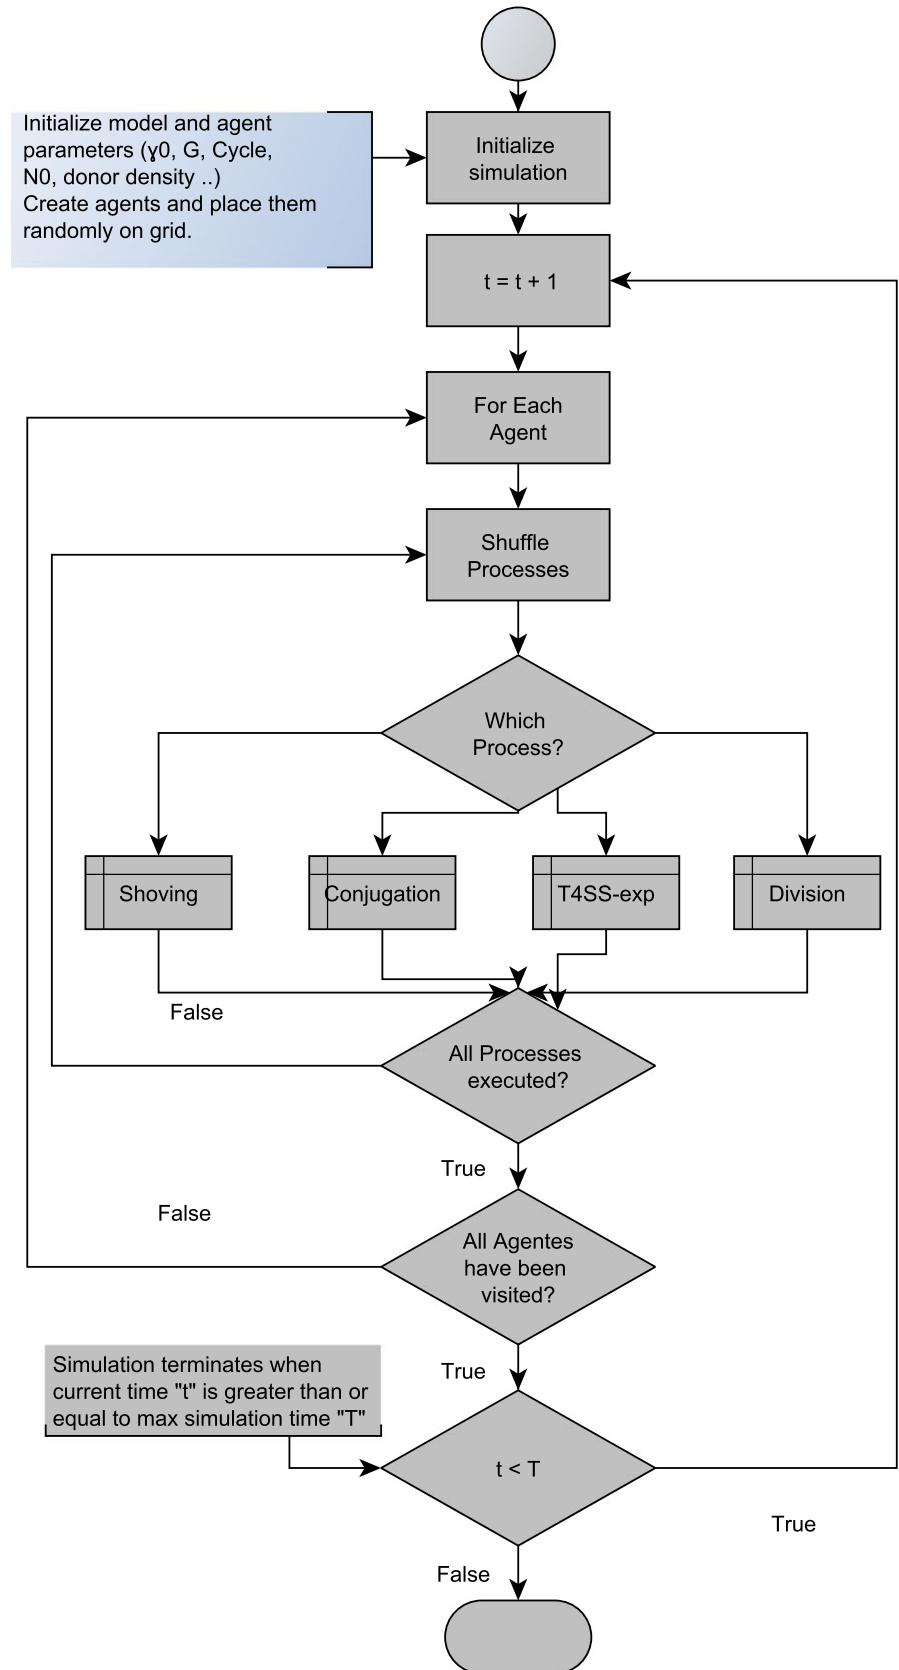 Initialize model and agent
parameters (ɣ0, G, Cycle,
N0, donor density ..)
Create agents and place them
randomly on grid.
Initialize
simulation
t = t + 1
For Each
Agent
Shuffle
Processes
Which
Process?
Shoving
Conjugation
T4SS-exp
Division
False
All Processes
executed?
True
False
All Agentes
have been
visited?
True
Simulation terminates when
current time "t" is greater than or
equal to max simulation time "T"
t < T
True
False